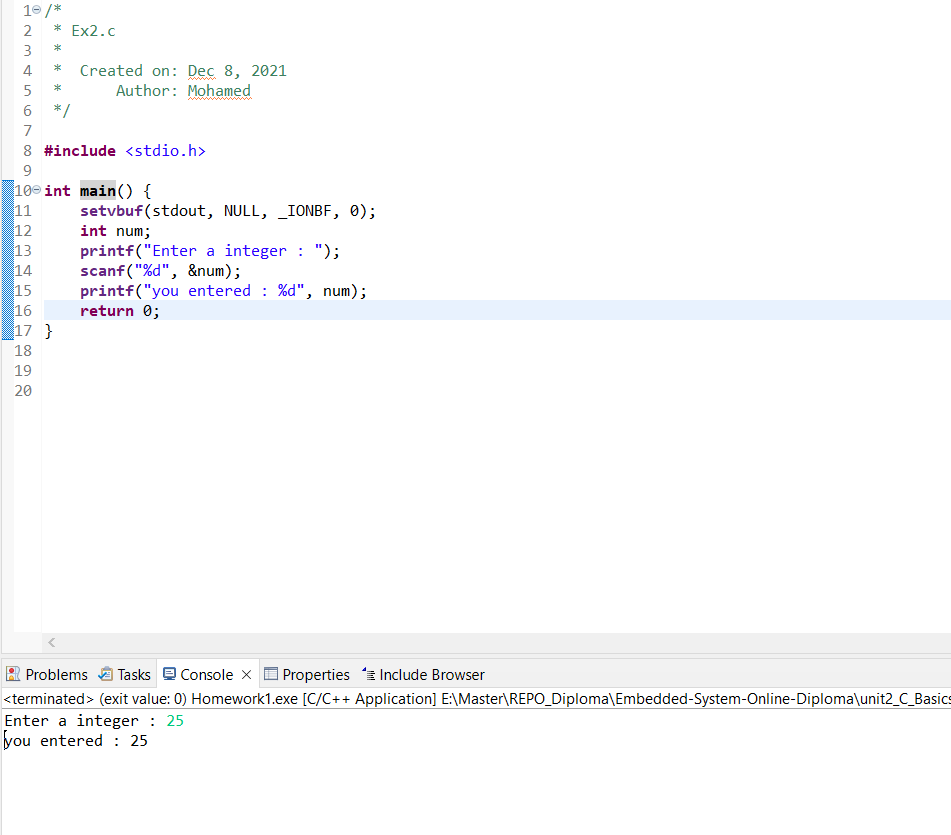 1 /*
2  * Ex2.c
3  *
4  *  Created on: Dec 8, 2021
5  *      Author: Mohamed
6  */
7
8 #include <stdio.h>
9
10 int main() {
11     setvbuf(stdout, NULL, _IONBF, 0);
12     int num;
13     printf("Enter a integer : ");
14     scanf("%d", &num);
15     printf("you entered : %d", num);
16     return 0;
17 }
18
19
20
Problems Tasks Console Properties Include Browser
<terminated> (exit value: 0) Homework1.exe [C/C++ Application] E:\Master\REPO_Diploma\Embedded-System-Online-Diploma\unit2_C_Basics
Enter a integer : 25
you entered : 25